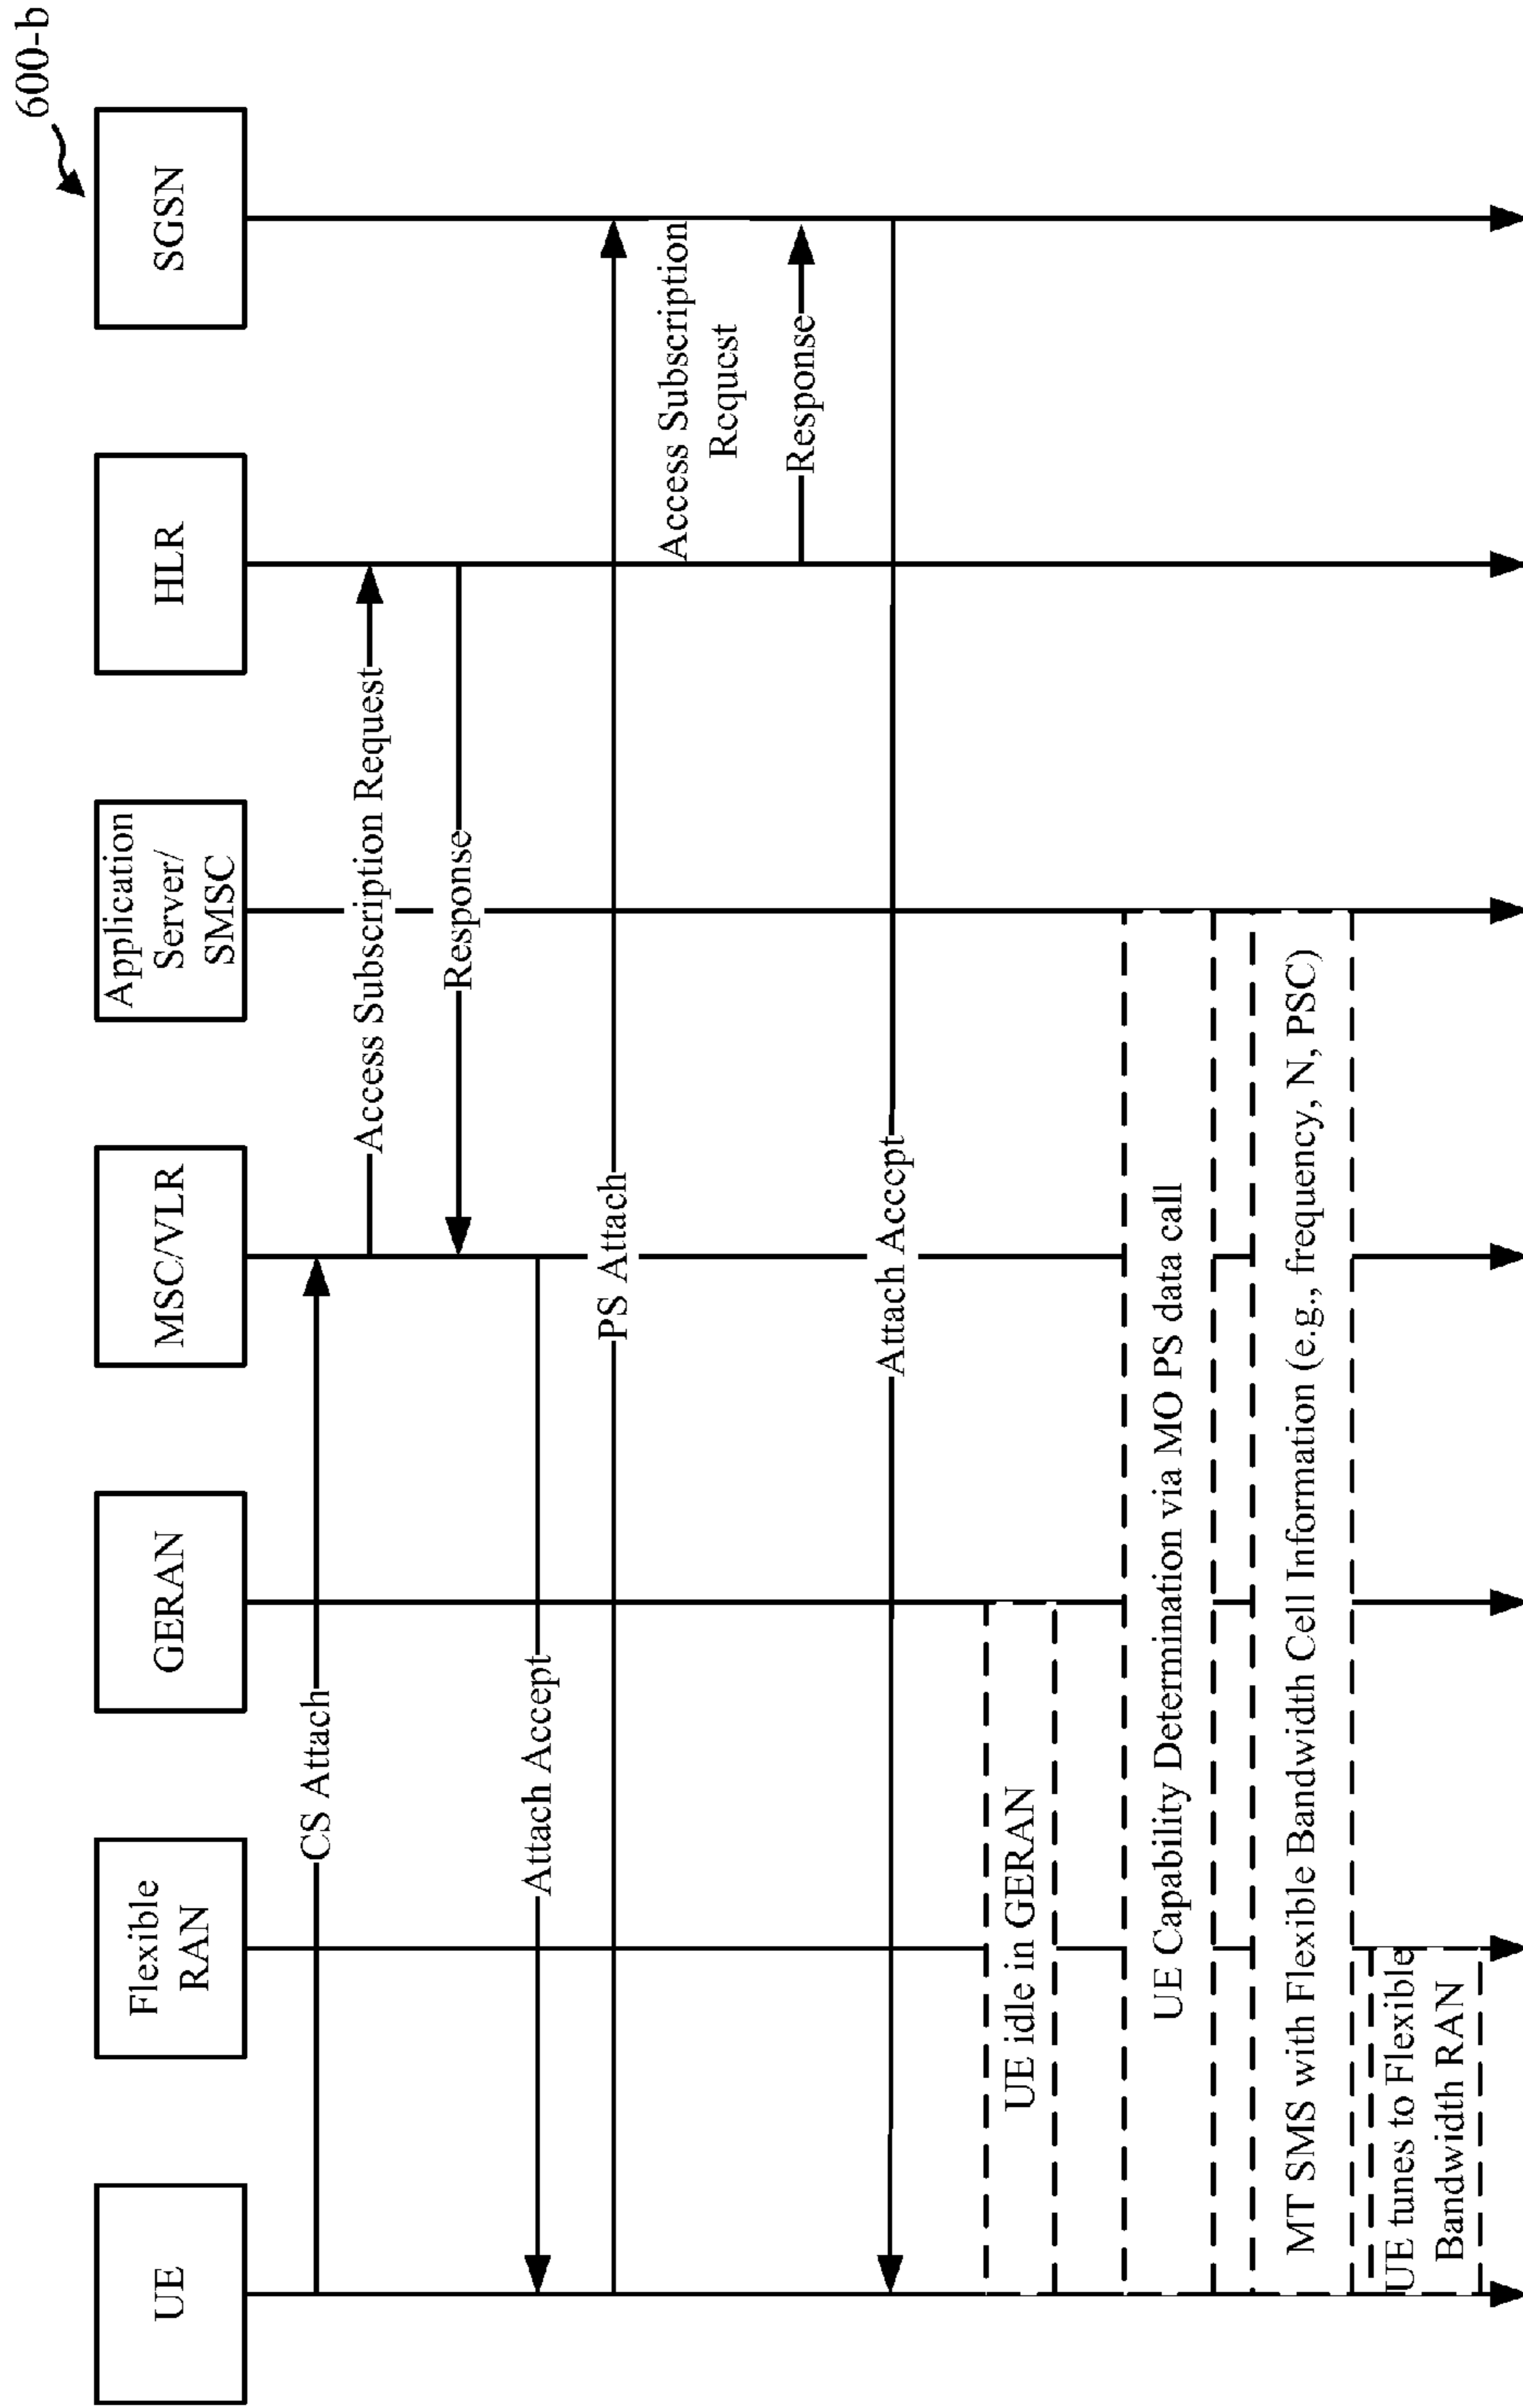 600-b
UE
Flexible
RAN
GERAN
MSC/VLR
Application
Server/
SMSC
HLR
SGSN
CS Attach
Access Subscription Request
Response
Attach Accept
PS Attach
Access Subscription
Request
Response
Attach Accept
UE idle in GERAN
UE Capability Determination via MO PS data call
MT SMS with Flexible Bandwidth Cell Information (e.g., frequency, N, PSC)
UE tunes to Flexible
Bandwidth RAN